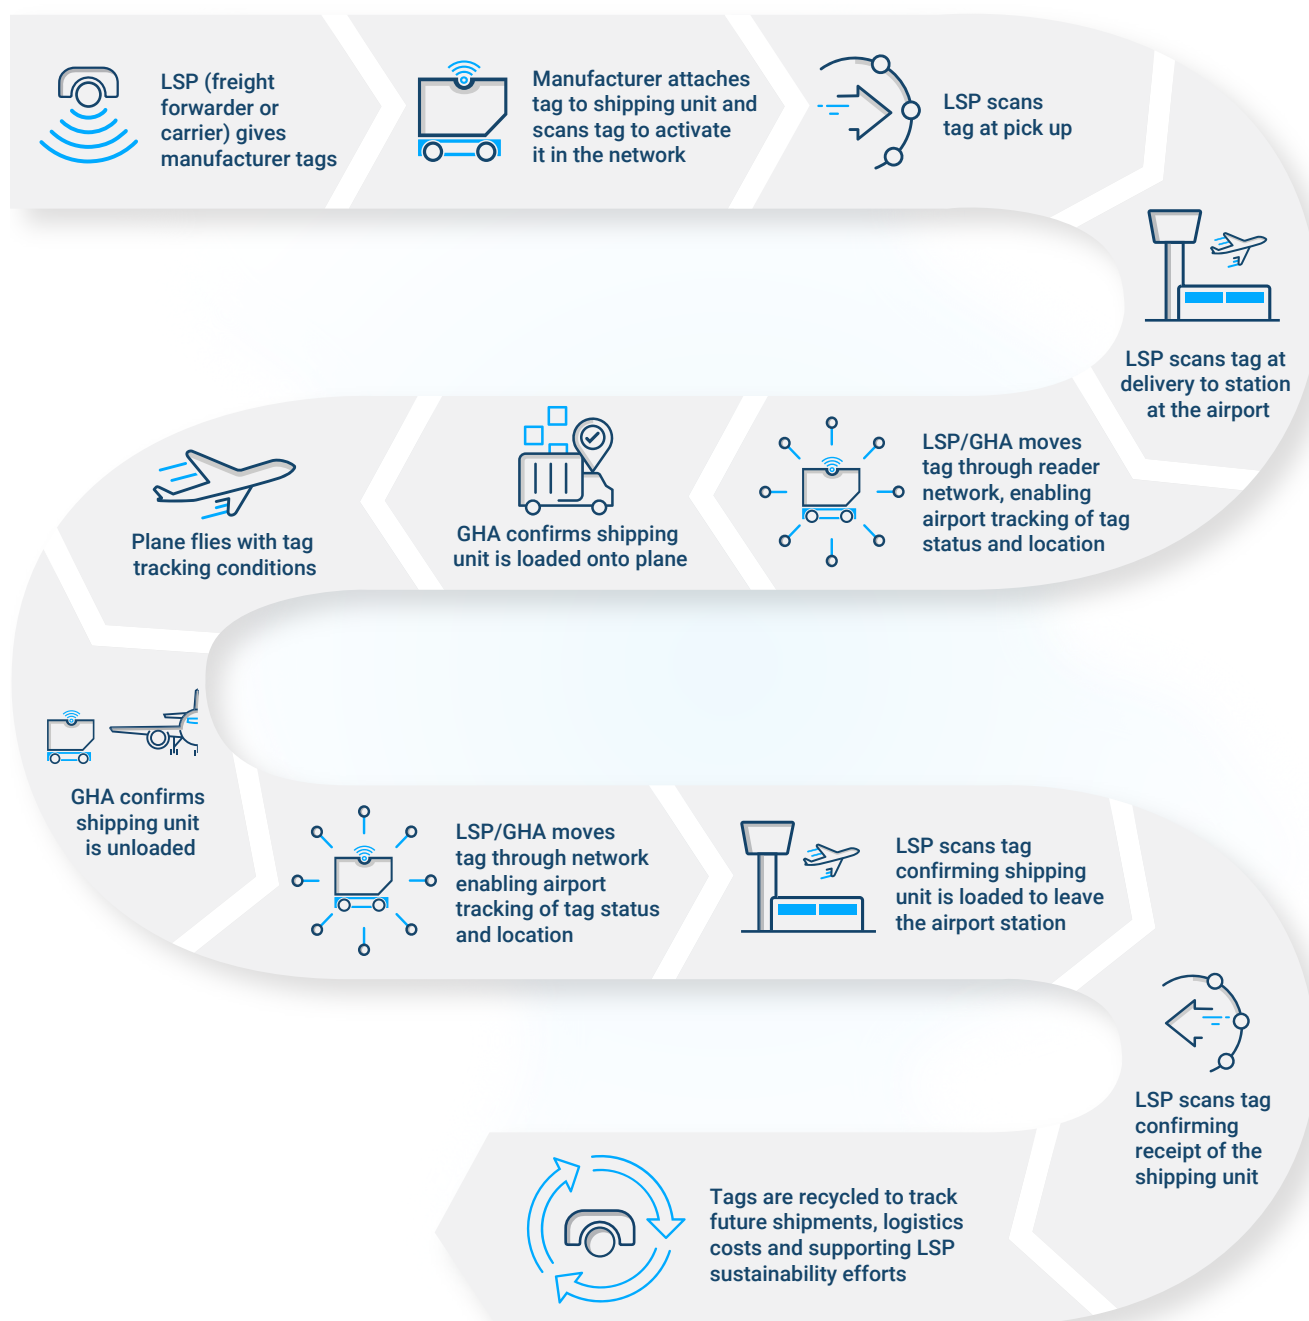 LSP (freight
forwarder or
carrier) gives
manufacturer tags
Manufacturer attaches
tag to shipping unit and
scans tag to activate
it in the network
LSP scans
tag at pick up
LSP scans tag at
delivery to station
at the airport
LSP/GHA moves
tag through reader
network, enabling
airport tracking of tag
status and location
GHA confirms shipping
unit is loaded onto plane
Plane flies with tag
tracking conditions
GHA confirms
shipping unit
is unloaded
LSP/GHA moves
tag through network
enabling airport
tracking of tag status
and location
LSP scans tag
confirming shipping
unit is loaded to leave
the airport station
LSP scans tag
confirming
receipt of the
shipping unit
Tags are recycled to track
future shipments, logistics
costs and supporting LSP
sustainability efforts